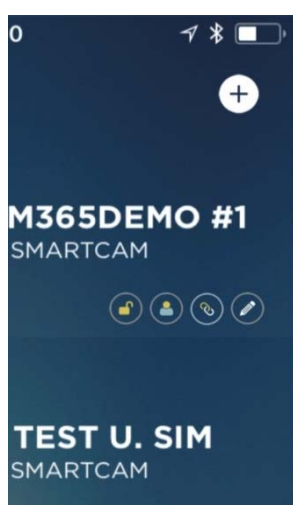 0
+
M365DEMO #1
SMARTCAM
TEST U. SIM
SMARTCAM